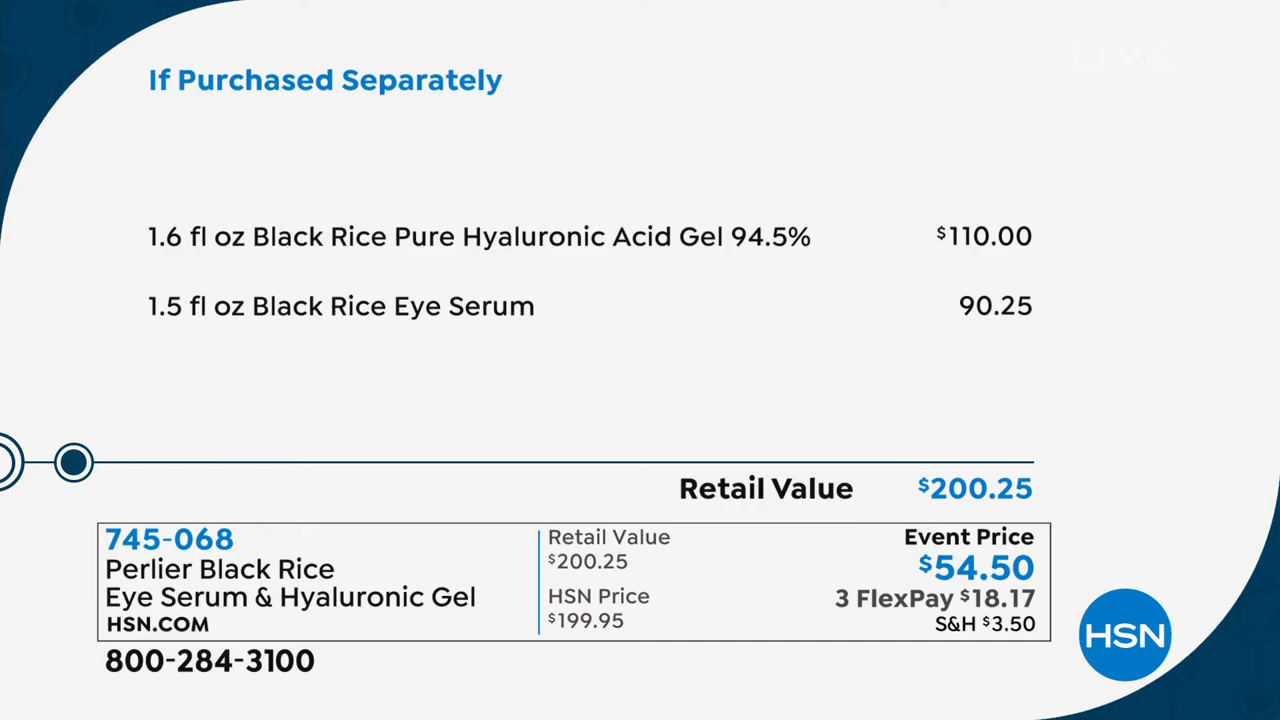 LIVE
If Purchased Separately
1.6 fl oz Black Rice Pure Hyaluronic Acid Gel 94.5% $110.00
1.5 fl oz Black Rice Eye Serum 90.25
Retail Value $200.25
745-068
Perlier Black Rice
Eye Serum & Hyaluronic Gel
HSN.COM
Retail Value
$200.25
HSN Price
$199.95
Event Price
$54.50
3 FlexPay $18.17
S&H $3.50
800-284-3100
HSN